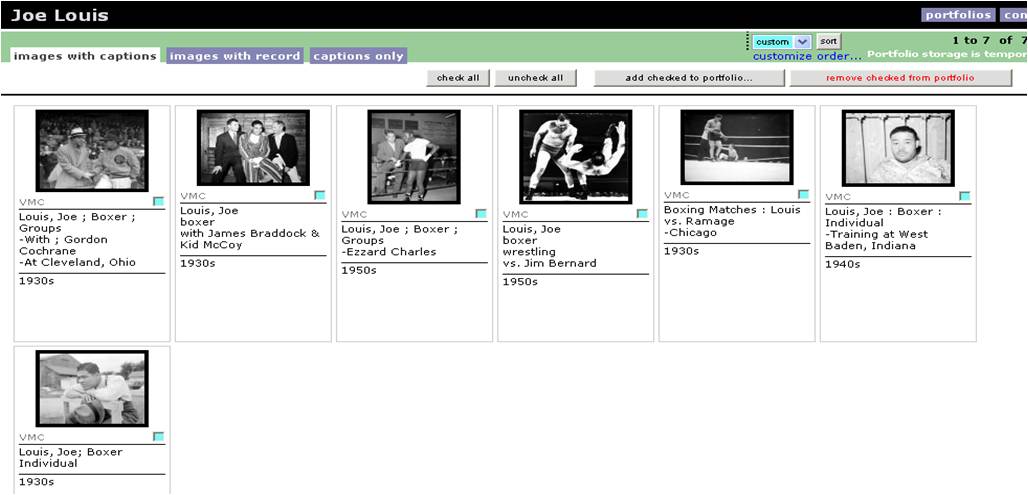 Joe Louis
portfolios
images with captions
images with record
captions only
custom
sort
customize order...
1 to 7 of 7
Portfolio storage is tempor
check all
uncheck all
add checked to portfolio...
remove checked from portfolio
VMC
Louis, Joe ; Boxer ;
Groups
-With ; Gordon
Cochrane
-At Cleveland, Ohio
1930s
VMC
Louis, Joe
boxer
with James Braddock &
Kid McCoy
1930s
VMC
Louis, Joe ; Boxer ;
Groups
-Ezzard Charles
1950s
VMC
Louis, Joe
boxer
wrestling
vs. Jim Bernard
1950s
VMC
Boxing Matches : Louis
vs. Ramage
-Chicago
1930s
VMC
Louis, Joe : Boxer :
Individual
-Training at West
Baden, Indiana
1940s
VMC
Louis, Joe; Boxer
Individual
1930s